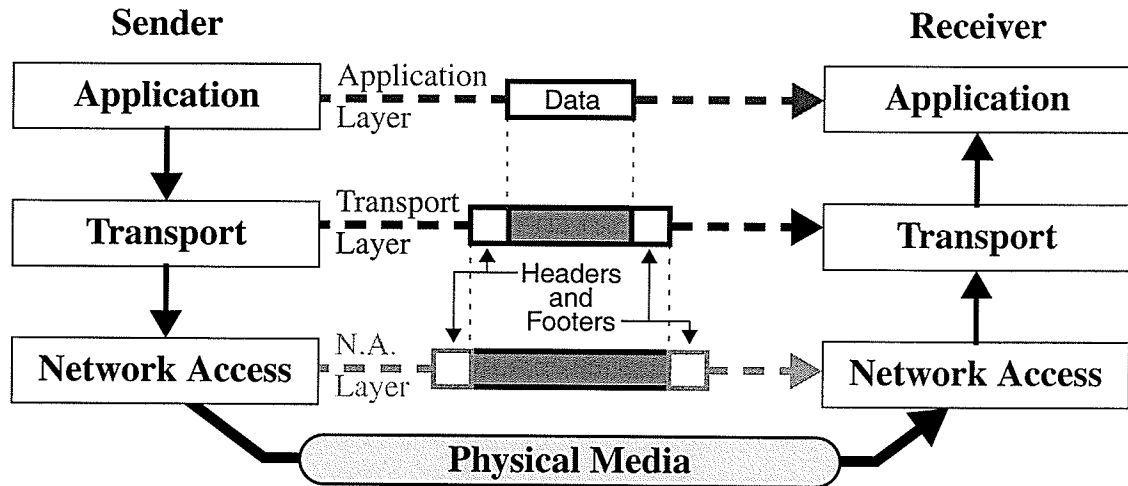 Sender
Receiver
Application
Application
Layer
Data
Application
Transport
Transport
Layer
Transport
Headers
and
Footers
Network Access
N.A.
Layer
Network Access
Physical Media